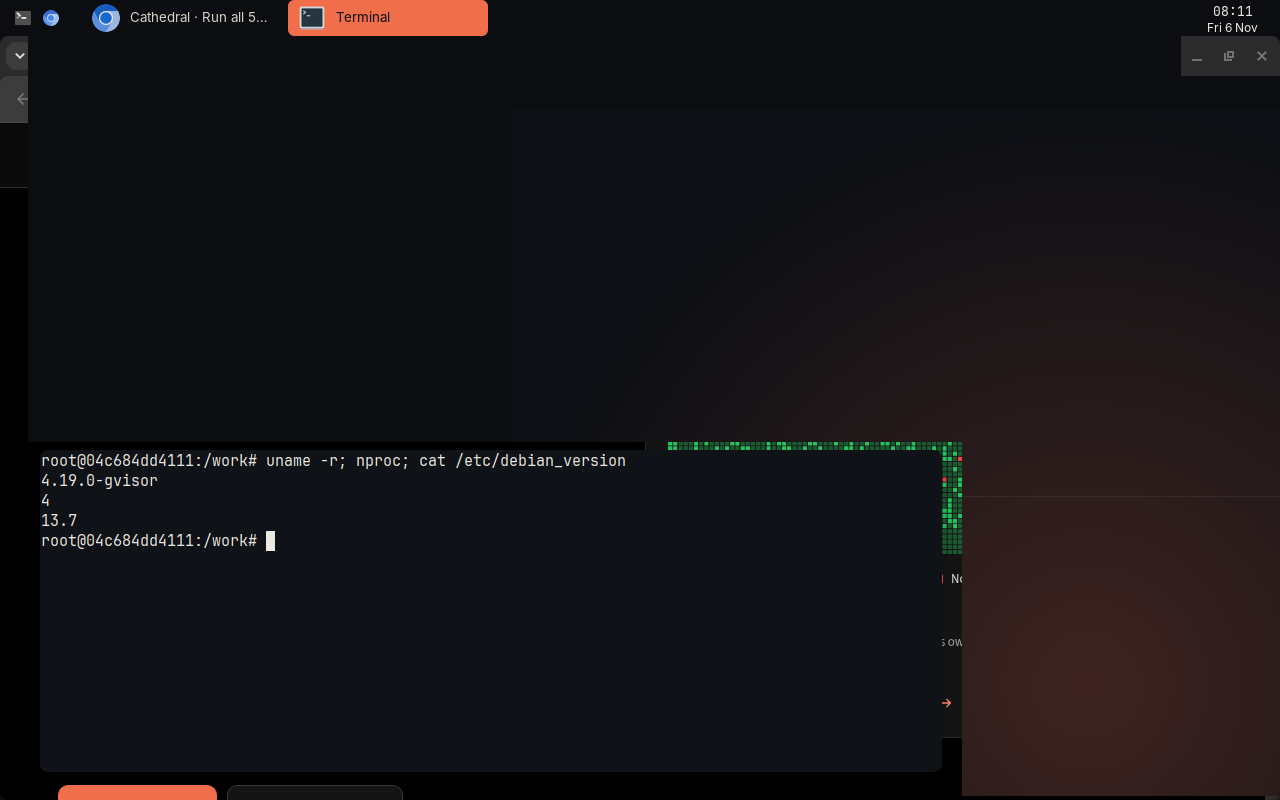 Cathedral · Run all 5...
Terminal
08:11
Fri 6 Nov
root@04c684dd4111:/work# uname -r; nproc; cat /etc/debian_version
4.19.0-gvisor
4
13.7
root@04c684dd4111:/work#